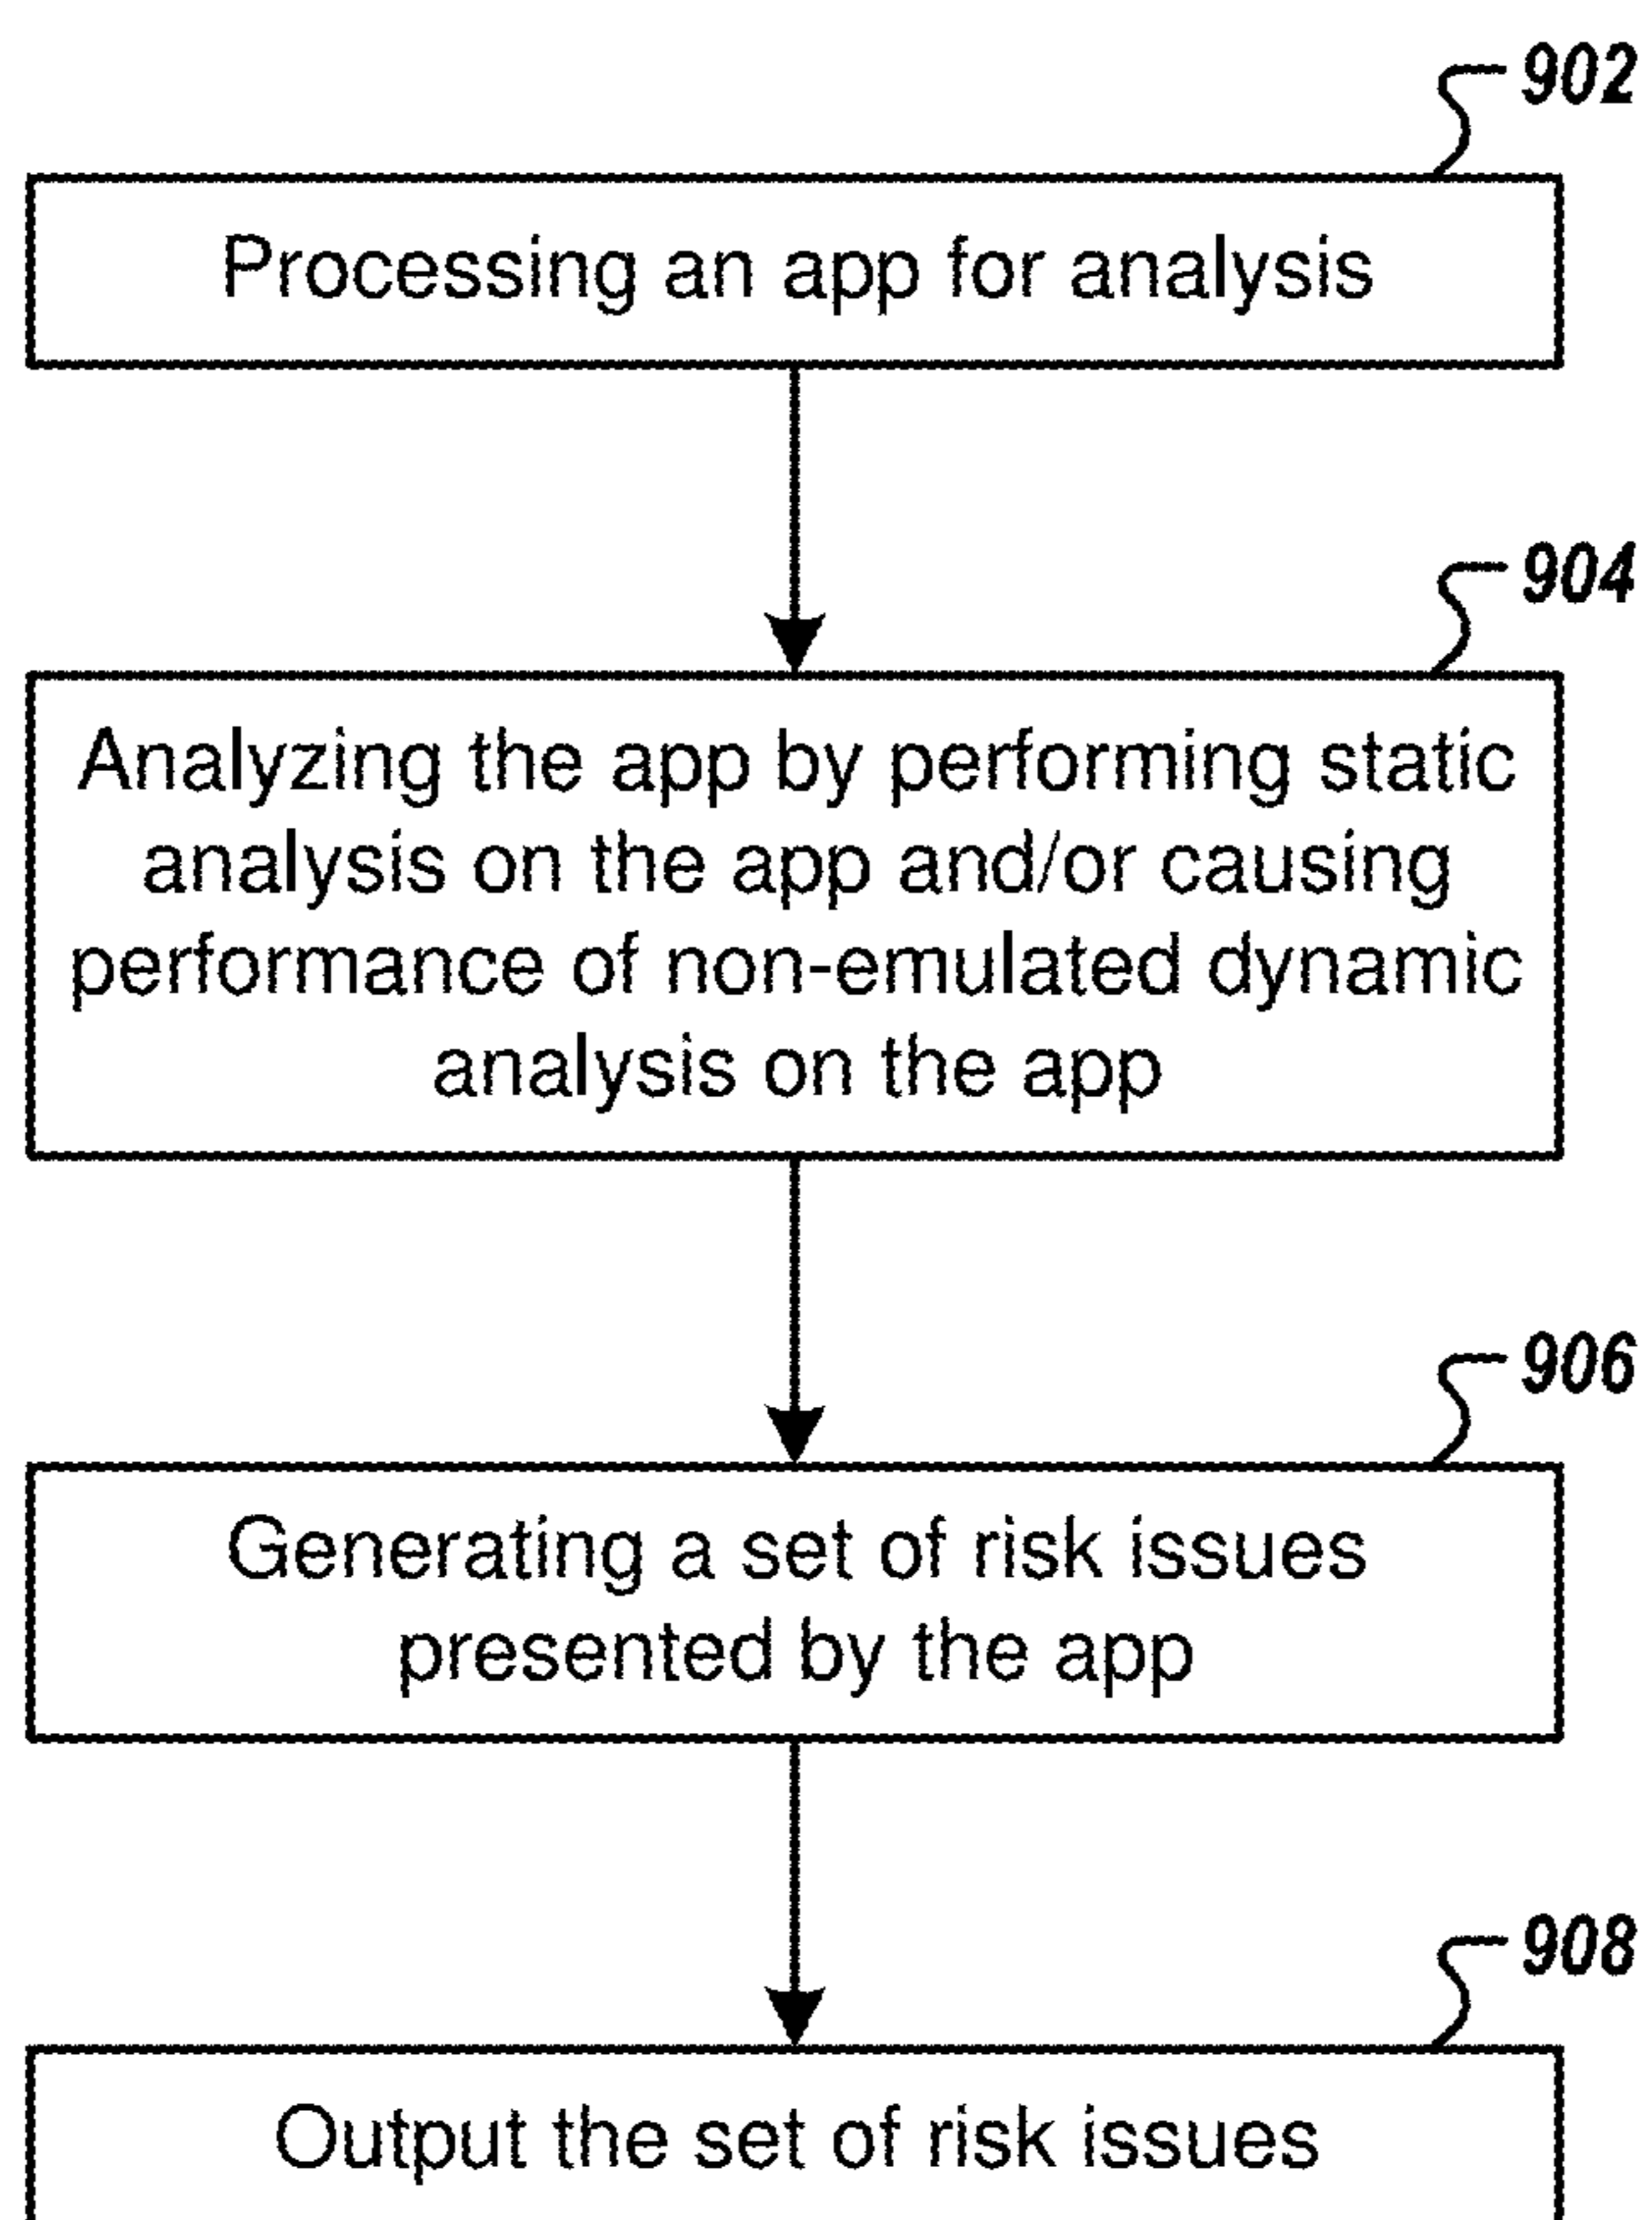 902
Processing an app for analysis
904
Analyzing the app by performing static
analysis on the app and/or causing
performance of non-emulated dynamic
analysis on the app
906
Generating a set of risk issues
presented by the app
908
Output the set of risk issues